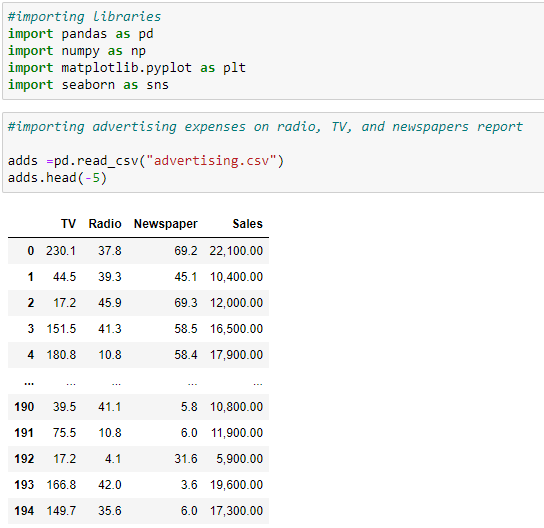 #importing libraries
import pandas as pd
import numpy as np
import matplotlib.pyplot as plt
import seaborn as sns
#importing advertising expenses on radio, TV, and newspapers report
adds =pd.read_csv("advertising.csv")
adds.head(-5)
TV Radio Newspaper Sales
0 230.1 37.8 69.2 22,100.00
1 44.5 39.3 45.1 10,400.00
2 17.2 45.9 69.3 12,000.00
3 151.5 41.3 58.5 16,500.00
4 180.8 10.8 58.4 17,900.00
... ... ... ... ...
190 39.5 41.1 5.8 10,800.00
191 75.5 10.8 6.0 11,900.00
192 17.2 4.1 31.6 5,900.00
193 166.8 42.0 3.6 19,600.00
194 149.7 35.6 6.0 17,300.00